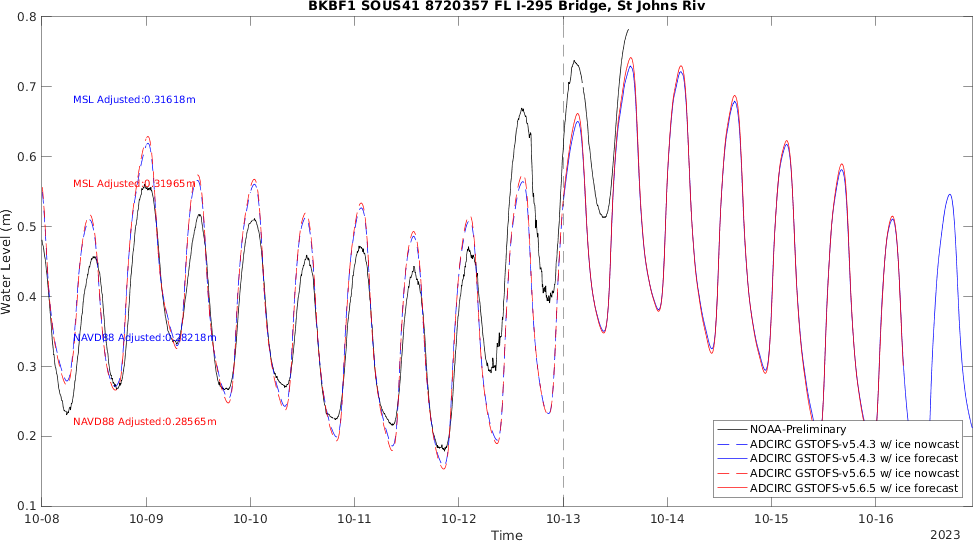 BKBF1 SOUS41 8720357 FL I-295 Bridge, St Johns Riv
0.8
0.7
0.6
0.5
0.4
0.3
0.2
0.1
Water Level (m)
MSL Adjusted:0.31618m
MSL Adjusted:0.31965m
NAVD88 Adjusted:0.28218m
NAVD88 Adjusted:0.28565m
NOAA-Preliminary
ADCIRC GSTOFS-v5.4.3 w/ ice nowcast
ADCIRC GSTOFS-v5.4.3 w/ ice forecast
ADCIRC GSTOFS-v5.6.5 w/ ice nowcast
ADCIRC GSTOFS-v5.6.5 w/ ice forecast
10-08 10-09 10-10 10-11 10-12 10-13 10-14 10-15 10-16
Time
2023